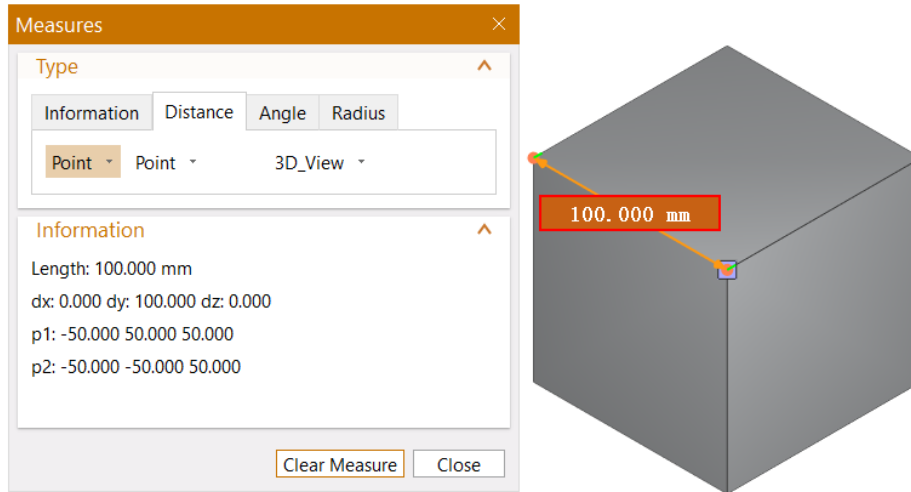 Measures
Type
Information Distance Angle Radius
Point Point 3D_View
100.000 mm
Information
Length: 100.000 mm
dx: 0.000 dy: 100.000 dz: 0.000
p1: -50.000 50.000 50.000
p2: -50.000 -50.000 50.000
Clear Measure Close